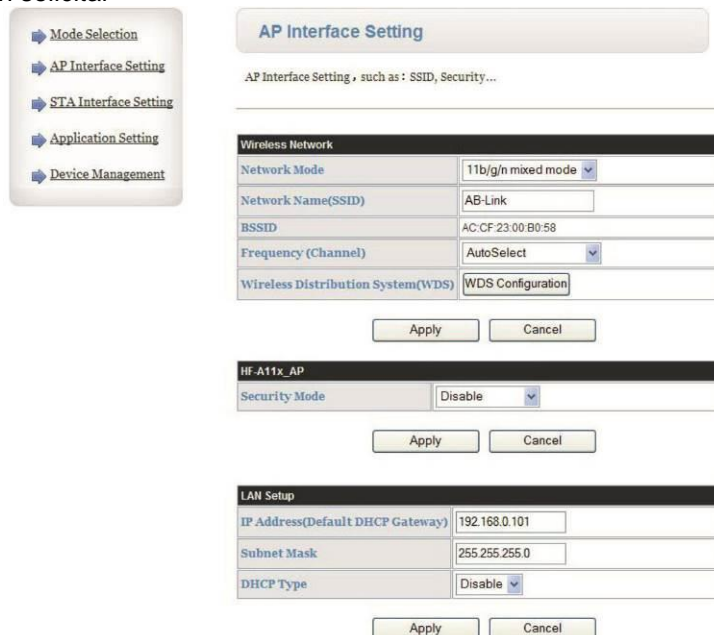 Mode Selection
AP Interface Setting
STA Interface Setting
Application Setting
Device Management
AP Interface Setting
AP Interface Setting, such as: SSID, Security...
Wireless Network
Network Mode 11b/g/n mixed mode
Network Name(SSID) AB-Link
BSSID AC:CF:23:00:B0:58
Frequency (Channel) AutoSelect
Wireless Distribution System(WDS) WDS Configuration
Apply Cancel
HF-A11x_AP
Security Mode Disable
Apply Cancel
LAN Setup
IP Address(Default DHCP Gateway) 192.168.0.101
Subnet Mask 255.255.255.0
DHCP Type Disable
Apply Cancel